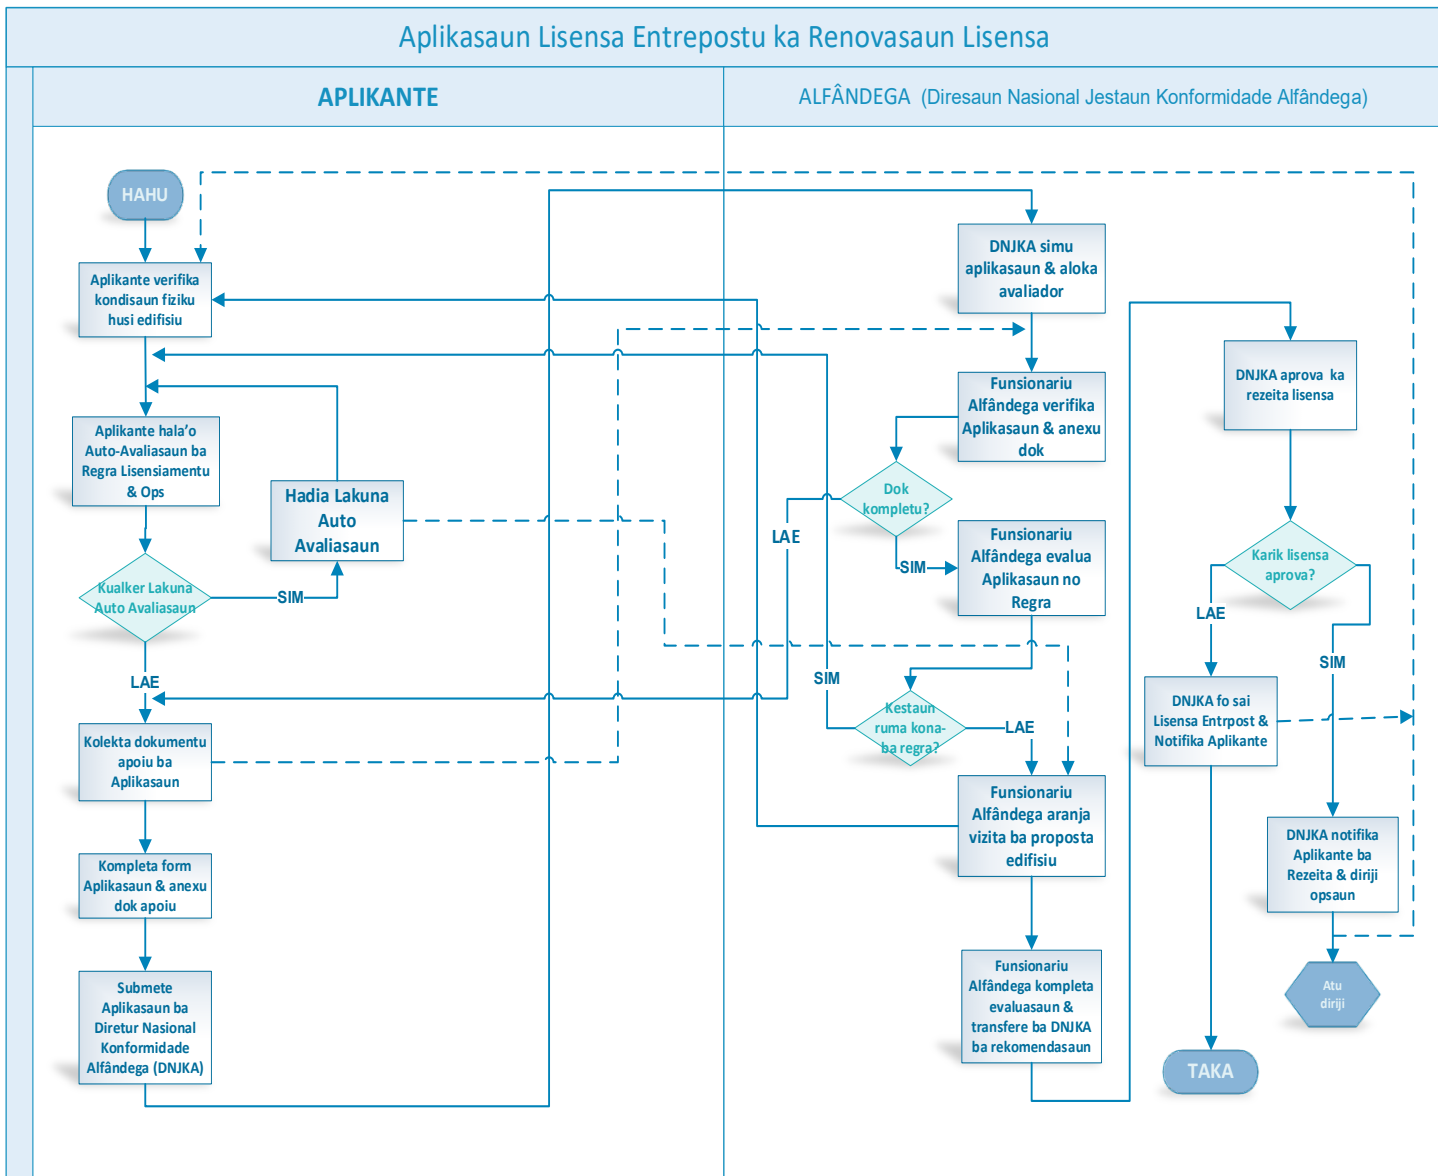 Aplikasaun Lisensa Entrepostu ka Renovasaun Lisensa
APLIKANTE
ALFÂNDEGA (Diresaun Nasional Jestaun Konformidade Alfândega)
HAHU
Aplikante verifika
kondisaun fiziku
husi edifisiu
Aplikante hala’o
Auto-Avaliasaun ba
Regra Lisensiamentu
& Ops
Hadia Lakuna
Auto
Avaliasaun
Kualker Lakuna
Auto Avaliasaun
SIM
LAE
Kolekta dokumentu
apoiu ba
Aplikasaun
Kompleta form
Aplikasaun & anexu
dok apoiu
Submete
Aplikasaun ba
Diretur Nasional
Konformidade
Alfândega (DNJKA)
DNJKA simu
aplikasaun & aloka
avaliador
Funsionariu
Alfândega verifika
Aplikasaun & anexu
dok
Dok
kompletu?
LAE
SIM
Funsionariu
Alfândega evalua
Aplikasaun no
Regra
Kestaun
ruma kona-
ba regra?
SIM
LAE
Funsionariu
Alfândega aranja
vizita ba proposta
edifisiu
Funsionariu
Alfândega kompleta
evaluasaun &
transfere ba DNJKA
ba rekomendasaun
DNJKA aprova ka
rezeita lisensa
Karik lisensa
aprova?
LAE
SIM
DNJKA fo sai
Lisensa Entrpost &
Notifika Aplikante
DNJKA notifika
Aplikante ba
Rezeita & diriji
opsaun
Atu
diriji
TAKA